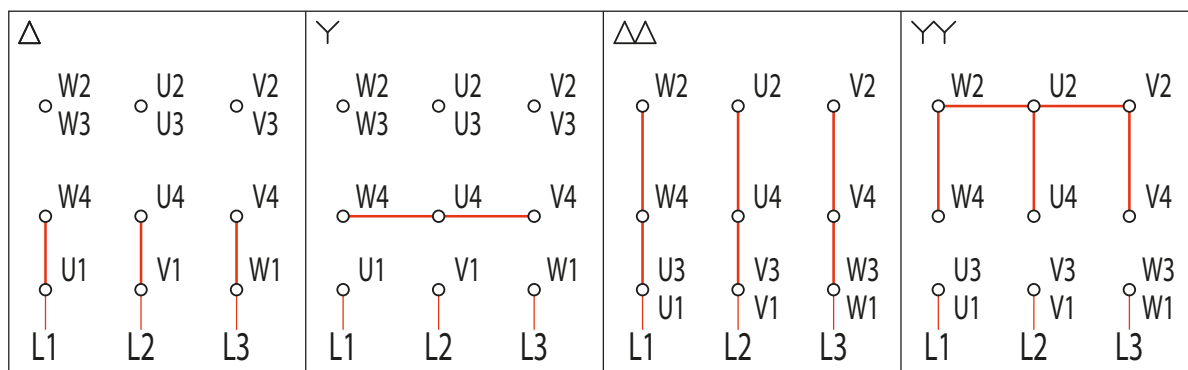 Δ
W2 U2 V2
W3 U3 V3
W4 U4 V4
U1 V1 W1
L1 L2 L3
Y
W2 U2 V2
W3 U3 V3
W4 U4 V4
U1 V1 W1
L1 L2 L3
ΔΔ
W2 U2 V2
W4 U4 V4
U3 V3 W3
U1 V1 W1
L1 L2 L3
YY
W2 U2 V2
W4 U4 V4
U3 V3 W3
U1 V1 W1
L1 L2 L3